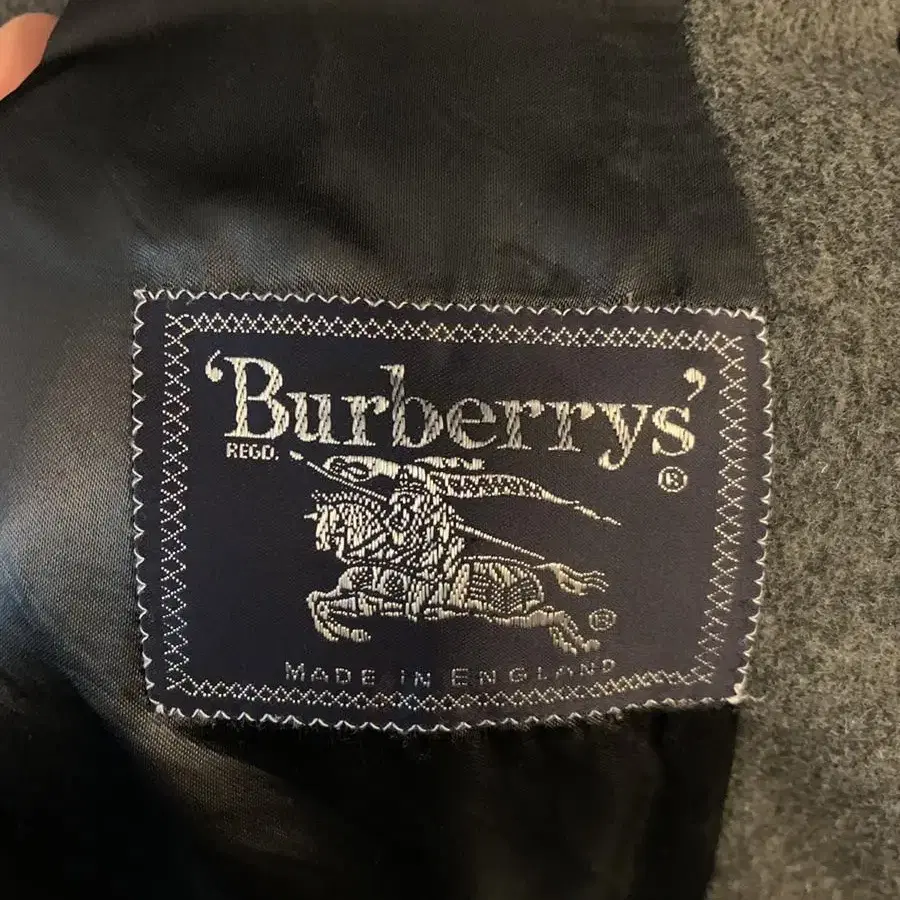 ‘Burberrys’
REGD. ®
®
MADE IN ENGLAND